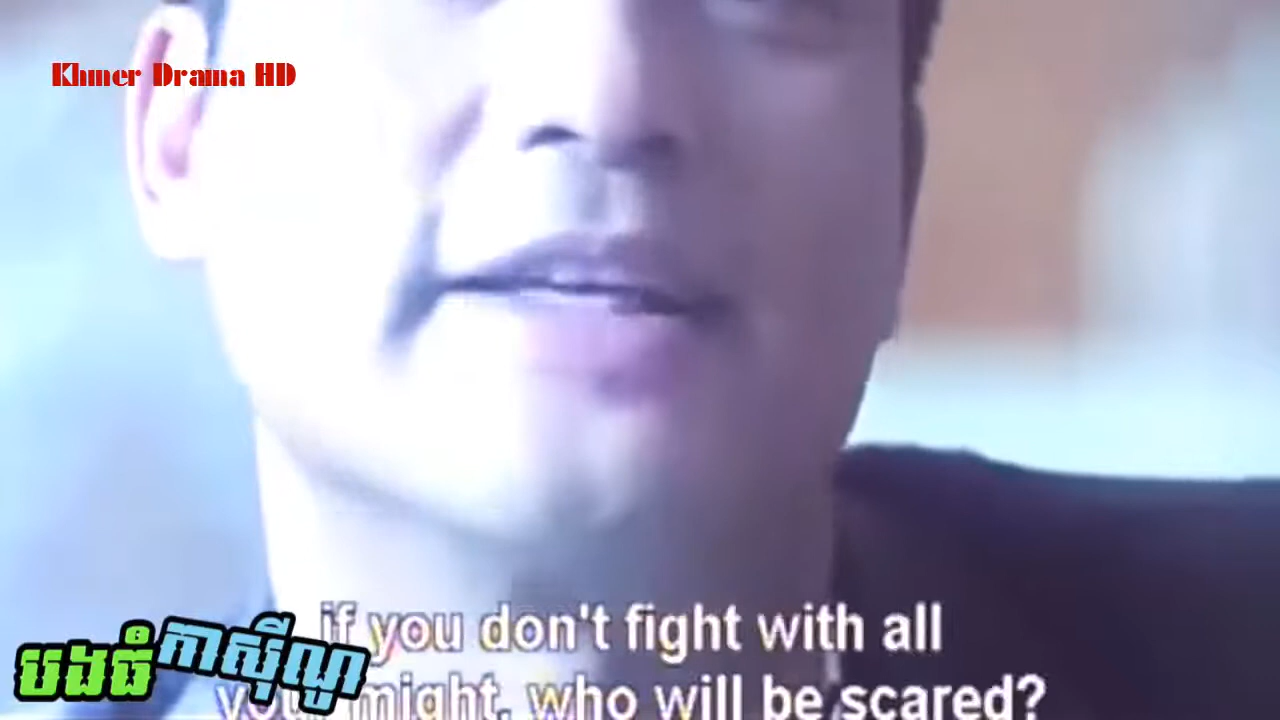 Khmer Drama HD
if you don't fight with all
your might, who will be scared?
បងធំ កាស៊ីណូ